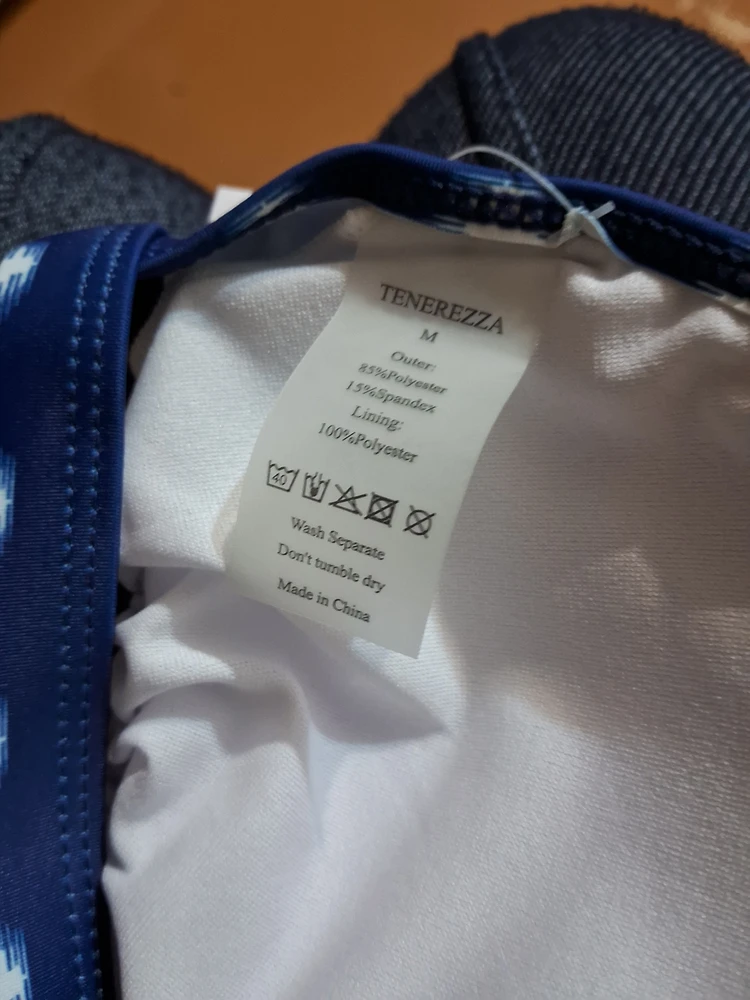 TENEREZZA
M
Outer:
85%Polyester
15%Spandex
Lining:
100%Polyester
40
Wash Separate
Don't tumble dry
Made in China